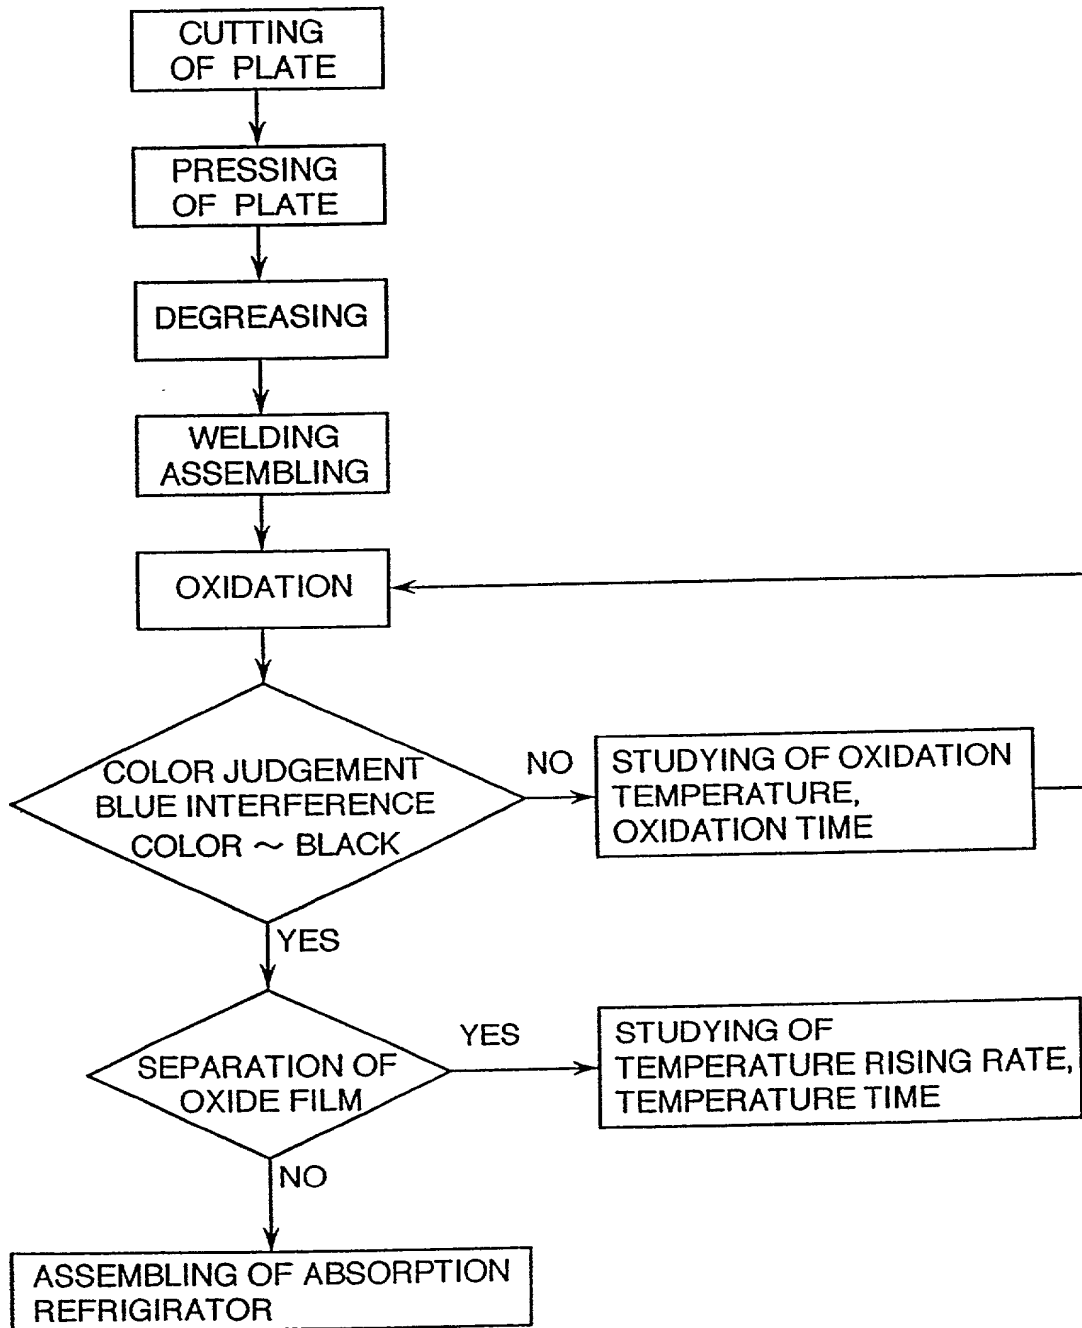 CUTTING
OF PLATE
PRESSING
OF PLATE
DEGREASING
WELDING
ASSEMBLING
OXIDATION
COLOR JUDGEMENT
BLUE INTERFERENCE
COLOR ~ BLACK
NO
STUDYING OF OXIDATION
TEMPERATURE,
OXIDATION TIME
YES
SEPARATION OF
OXIDE FILM
YES
STUDYING OF
TEMPERATURE RISING RATE,
TEMPERATURE TIME
NO
ASSEMBLING OF ABSORPTION
REFRIGIRATOR